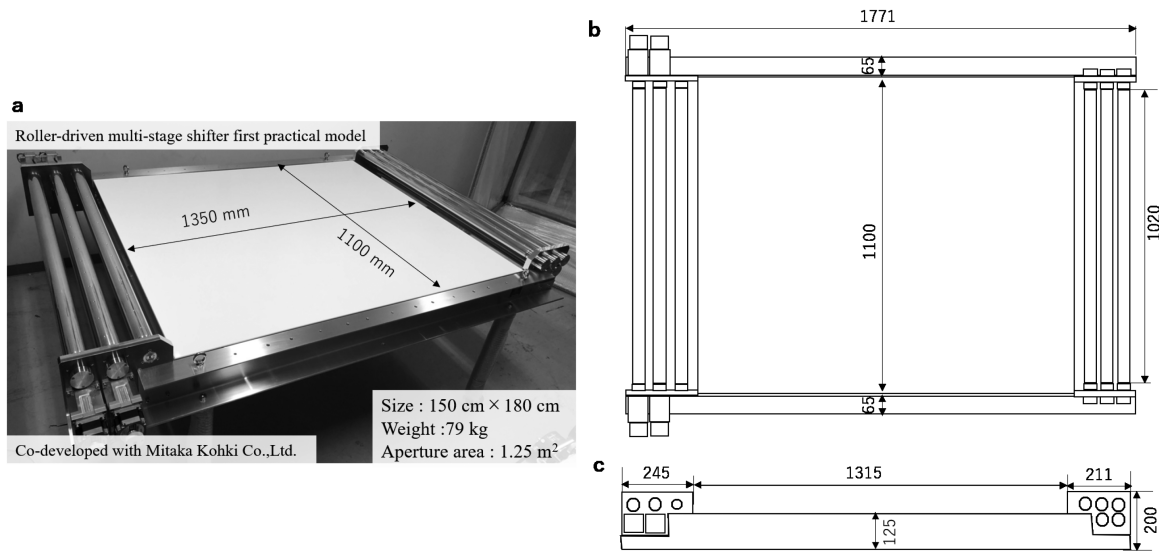 a
Roller-driven multi-stage shifter first practical model
1350 mm
1100 mm
Size : 150 cm × 180 cm
Weight :79 kg
Aperture area : 1.25 m²
Co-developed with Mitaka Kohki Co.,Ltd.
b
1771
65
1100
1020
65
c
245
1315
211
125
200